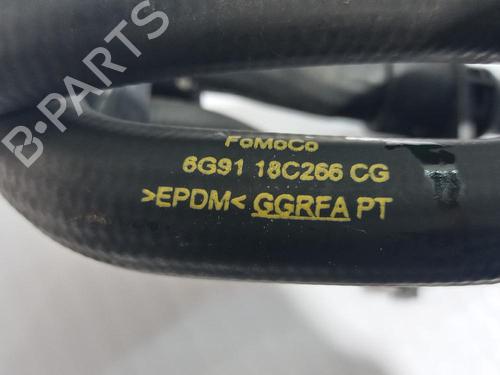 B-PARTS
FoMoCo
6G91 18C266 CG
>EPDM< GGRFA PT